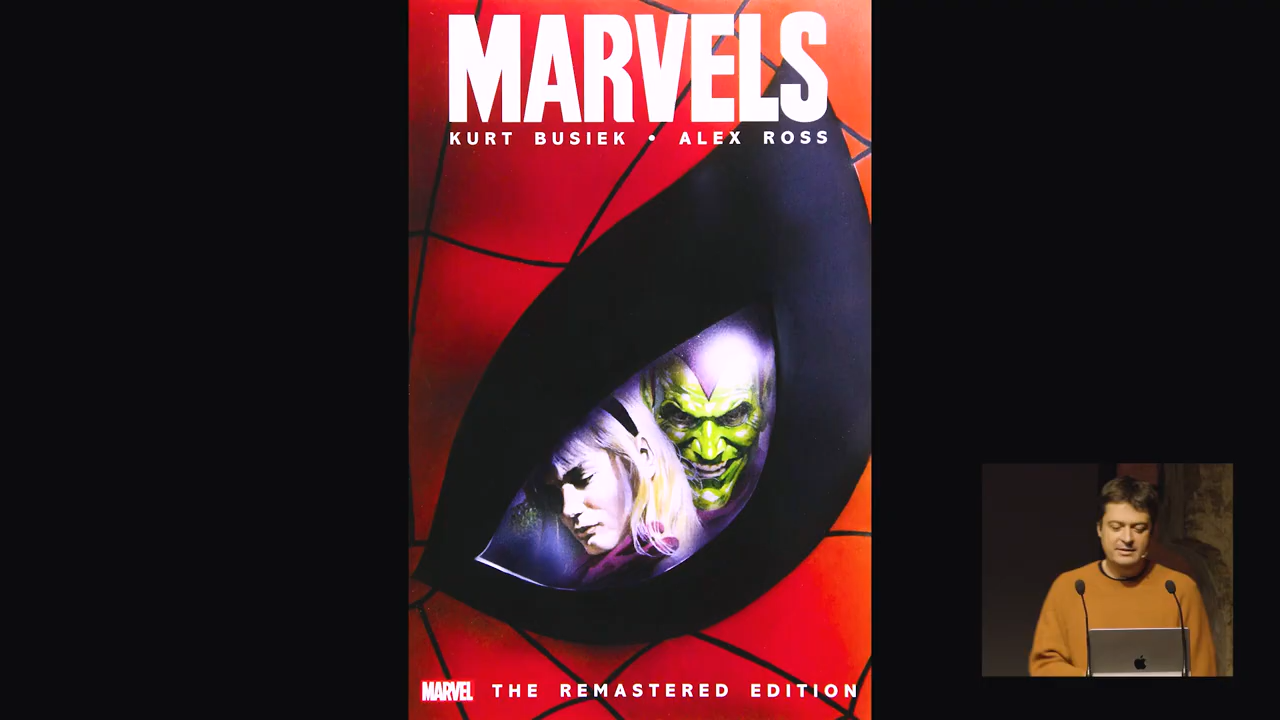 MARVELS
KURT BUSIEK • ALEX ROSS
MARVEL THE REMASTERED EDITION